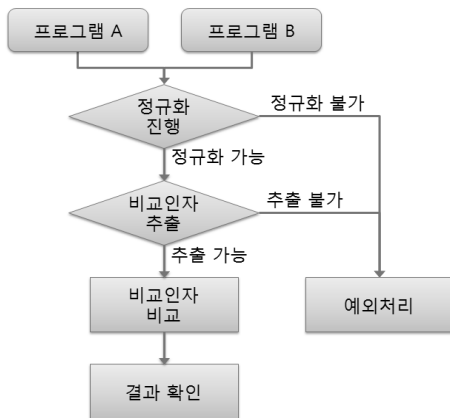 프로그램 A
프로그램 B
정규화
진행
정규화 불가
정규화 가능
비교인자
추출
추출 불가
추출 가능
비교인자
비교
예외처리
결과 확인